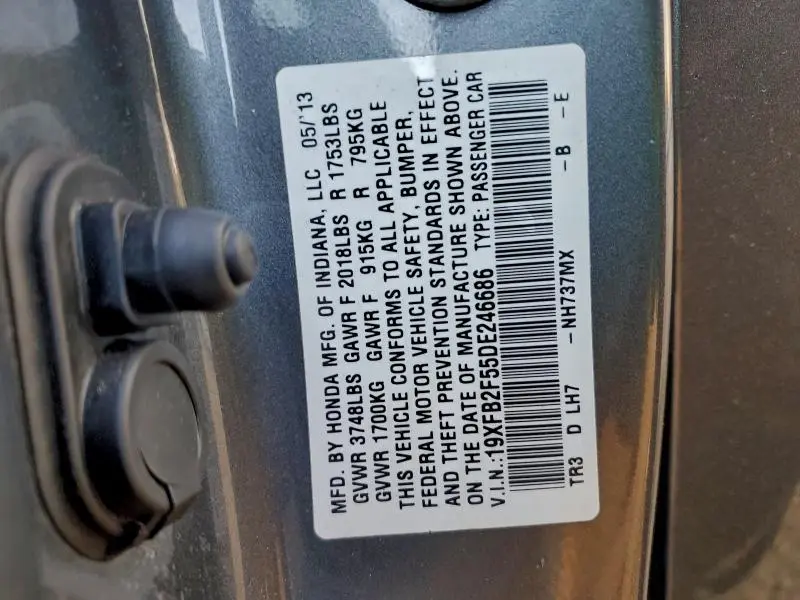 MFD. BY HONDA MFG. OF INDIANA, LLC 05/'13
GVWR 3748LBS GAWR F 2018LBS R 1753LBS
GVWR 1700KG GAWR F 915KG R 795KG
THIS VEHICLE CONFORMS TO ALL APPLICABLE
FEDERAL MOTOR VEHICLE SAFETY, BUMPER,
AND THEFT PREVENTION STANDARDS IN EFFECT
ON THE DATE OF MANUFACTURE SHOWN ABOVE.
V.I.N.:19XFB2F55DE246686 TYPE: PASSENGER CAR
TR3 D LH7 -NH737MX -B -E